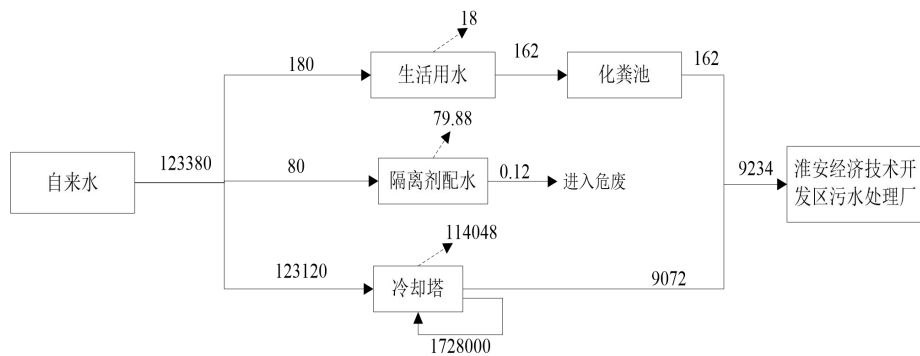 18
180
生活用水
162
化粪池
162
79.88
自来水
123380
80
隔离剂配水
0.12
进入危废
9234
淮安经济技术开
发区污水处理厂
114048
123120
冷却塔
9072
1728000